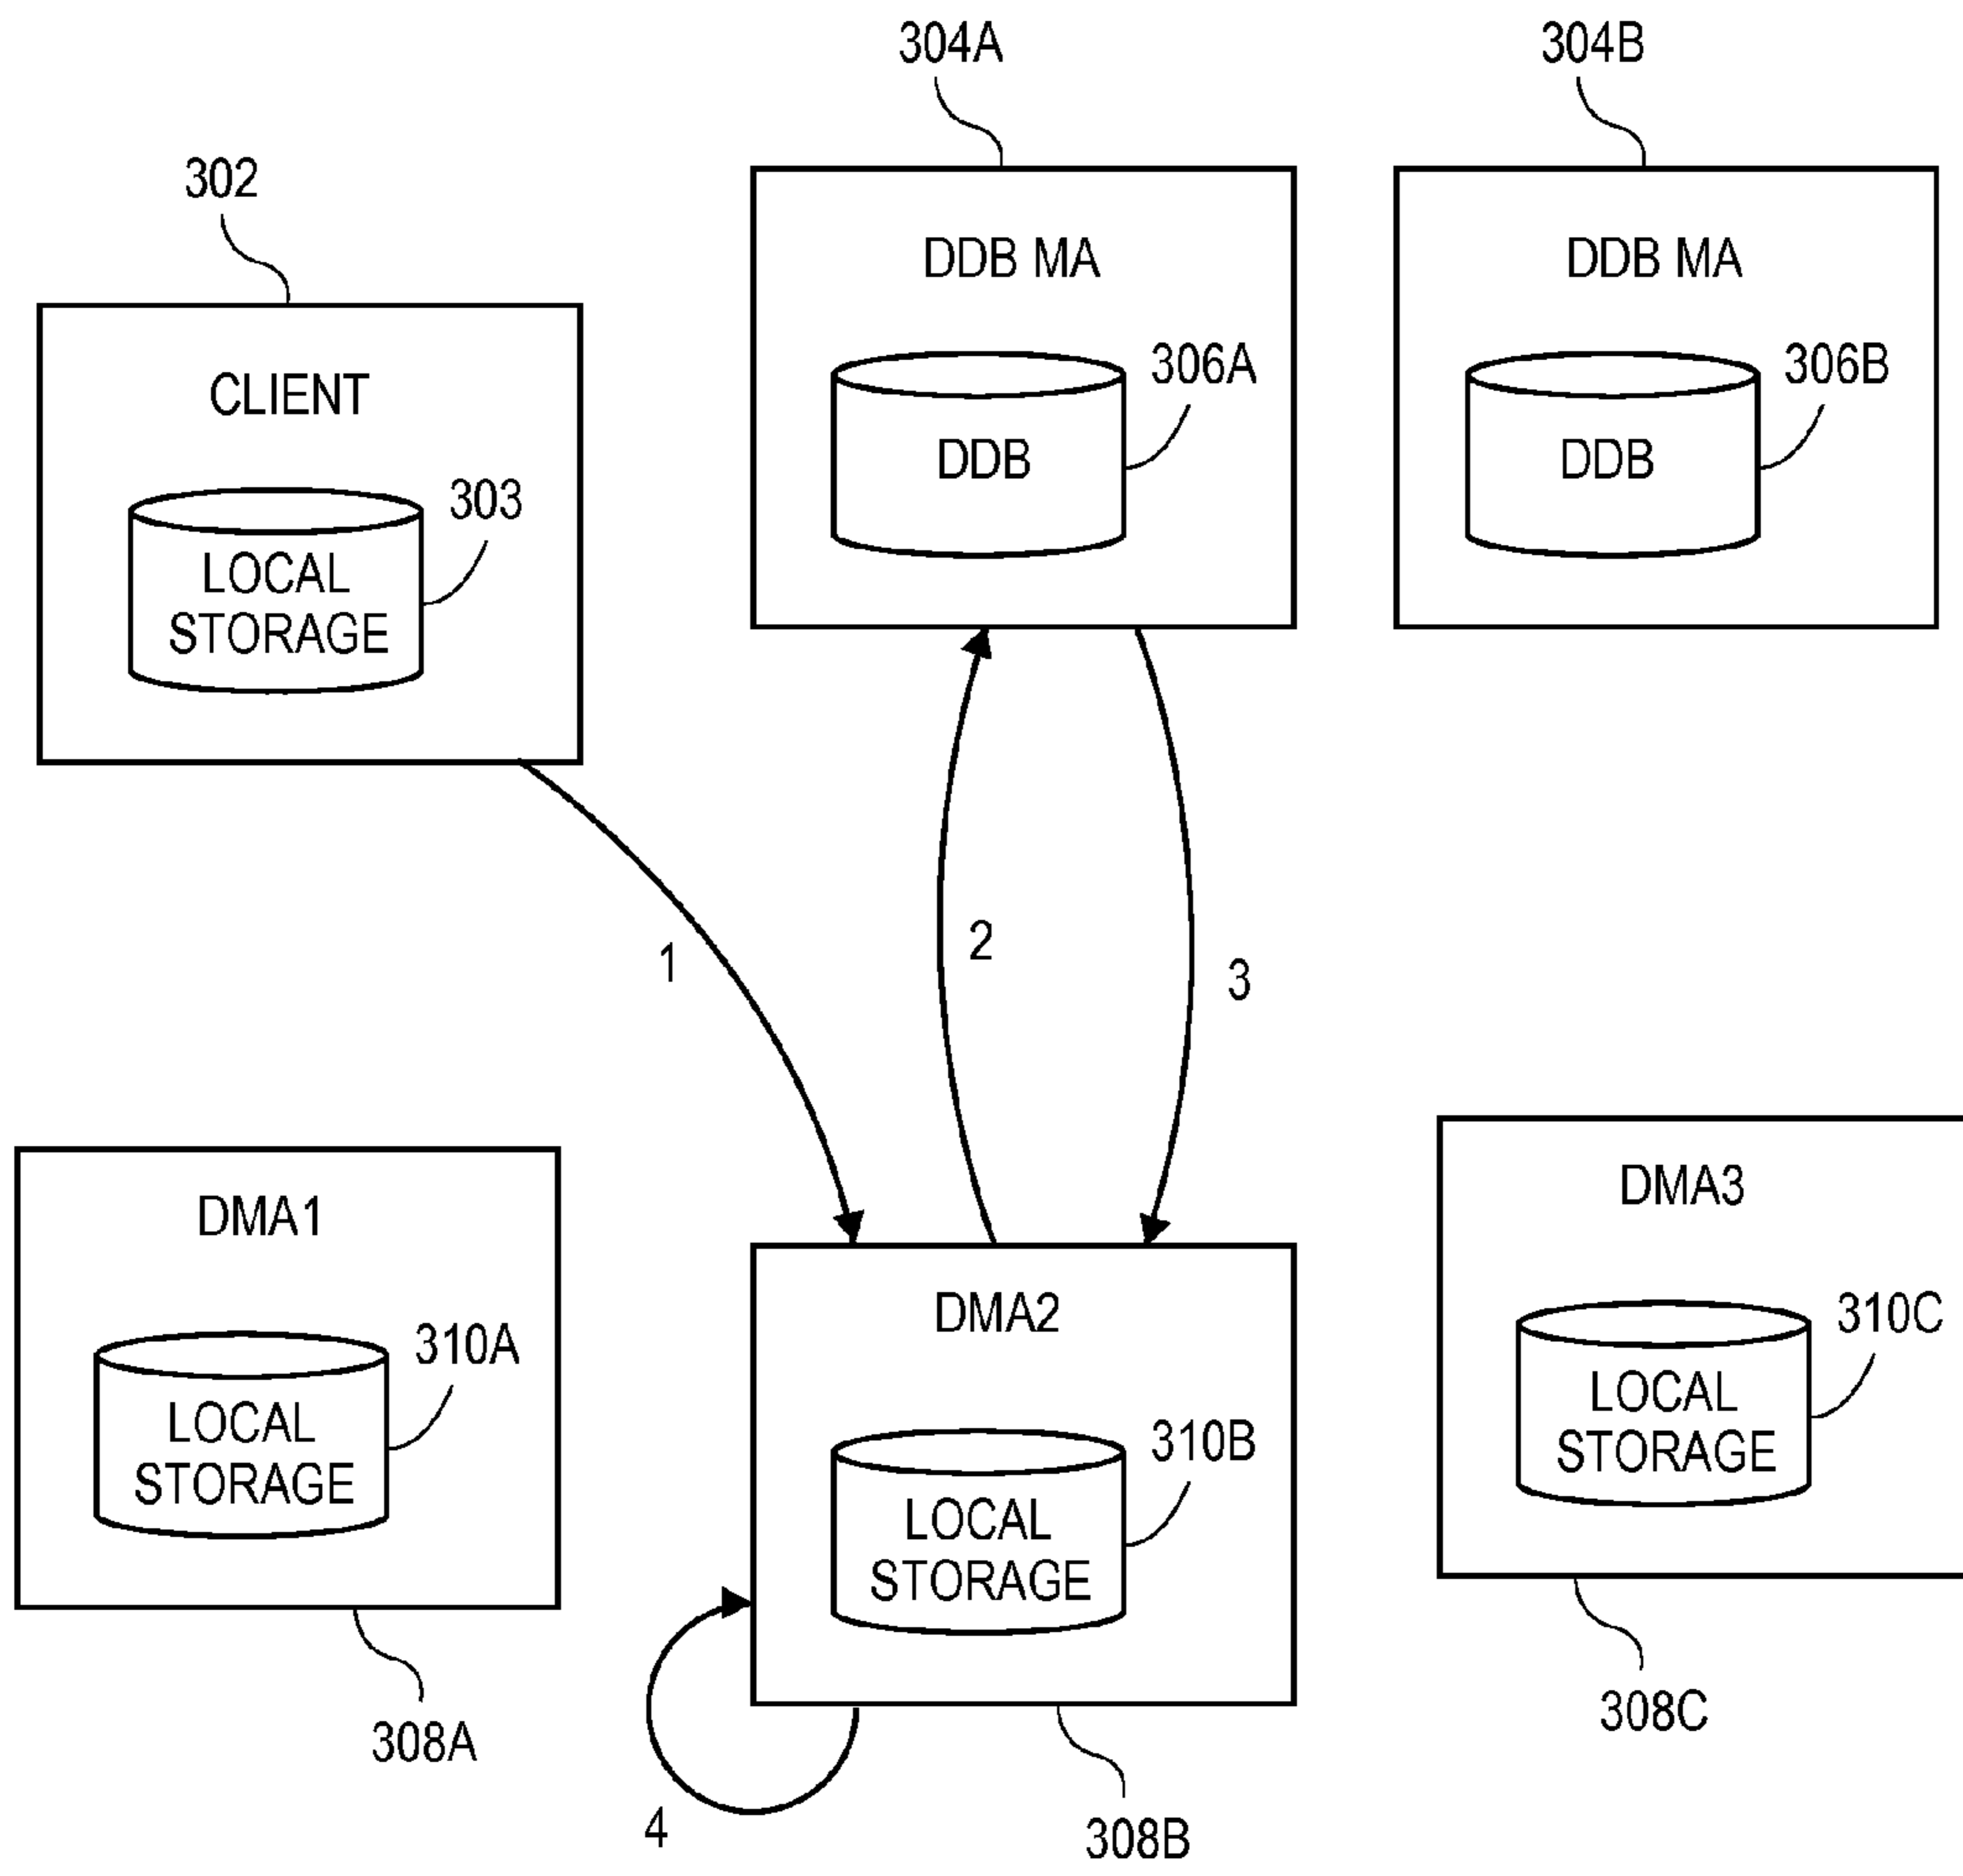 304A
304B
302
DDB MA
DDB MA
306A
306B
CLIENT
DDB
DDB
303
LOCAL
STORAGE
1
2
3
DMA1
DMA2
DMA3
310A
310B
310C
LOCAL
STORAGE
LOCAL
STORAGE
LOCAL
STORAGE
308A
4
308B
308C